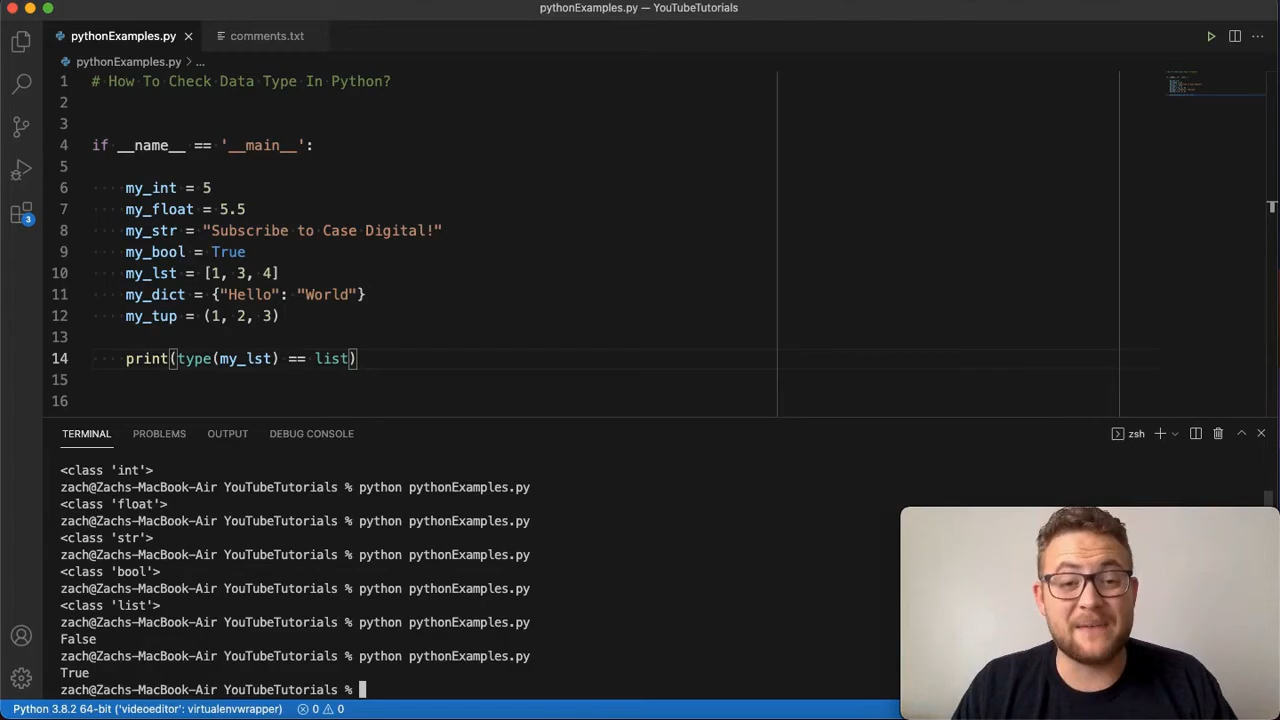 pythonExamples.py — YouTubeTutorials
pythonExamples.py
comments.txt
pythonExamples.py > ...
1 # How To Check Data Type In Python?
2
3
4 if __name__ == '__main__':
5
6 my_int = 5
7 my_float = 5.5
8 my_str = "Subscribe to Case Digital!"
9 my_bool = True
10 my_lst = [1, 3, 4]
11 my_dict = {"Hello": "World"}
12 my_tup = (1, 2, 3)
13
14 print(type(my_lst) == list)
15
16
3
TERMINAL PROBLEMS OUTPUT DEBUG CONSOLE zsh
<class 'int'>
zach@Zachs-MacBook-Air YouTubeTutorials % python pythonExamples.py
<class 'float'>
zach@Zachs-MacBook-Air YouTubeTutorials % python pythonExamples.py
<class 'str'>
zach@Zachs-MacBook-Air YouTubeTutorials % python pythonExamples.py
<class 'bool'>
zach@Zachs-MacBook-Air YouTubeTutorials % python pythonExamples.py
<class 'list'>
zach@Zachs-MacBook-Air YouTubeTutorials % python pythonExamples.py
False
zach@Zachs-MacBook-Air YouTubeTutorials % python pythonExamples.py
True
zach@Zachs-MacBook-Air YouTubeTutorials %
Python 3.8.2 64-bit ('videoeditor': virtualenvwrapper) 0 0